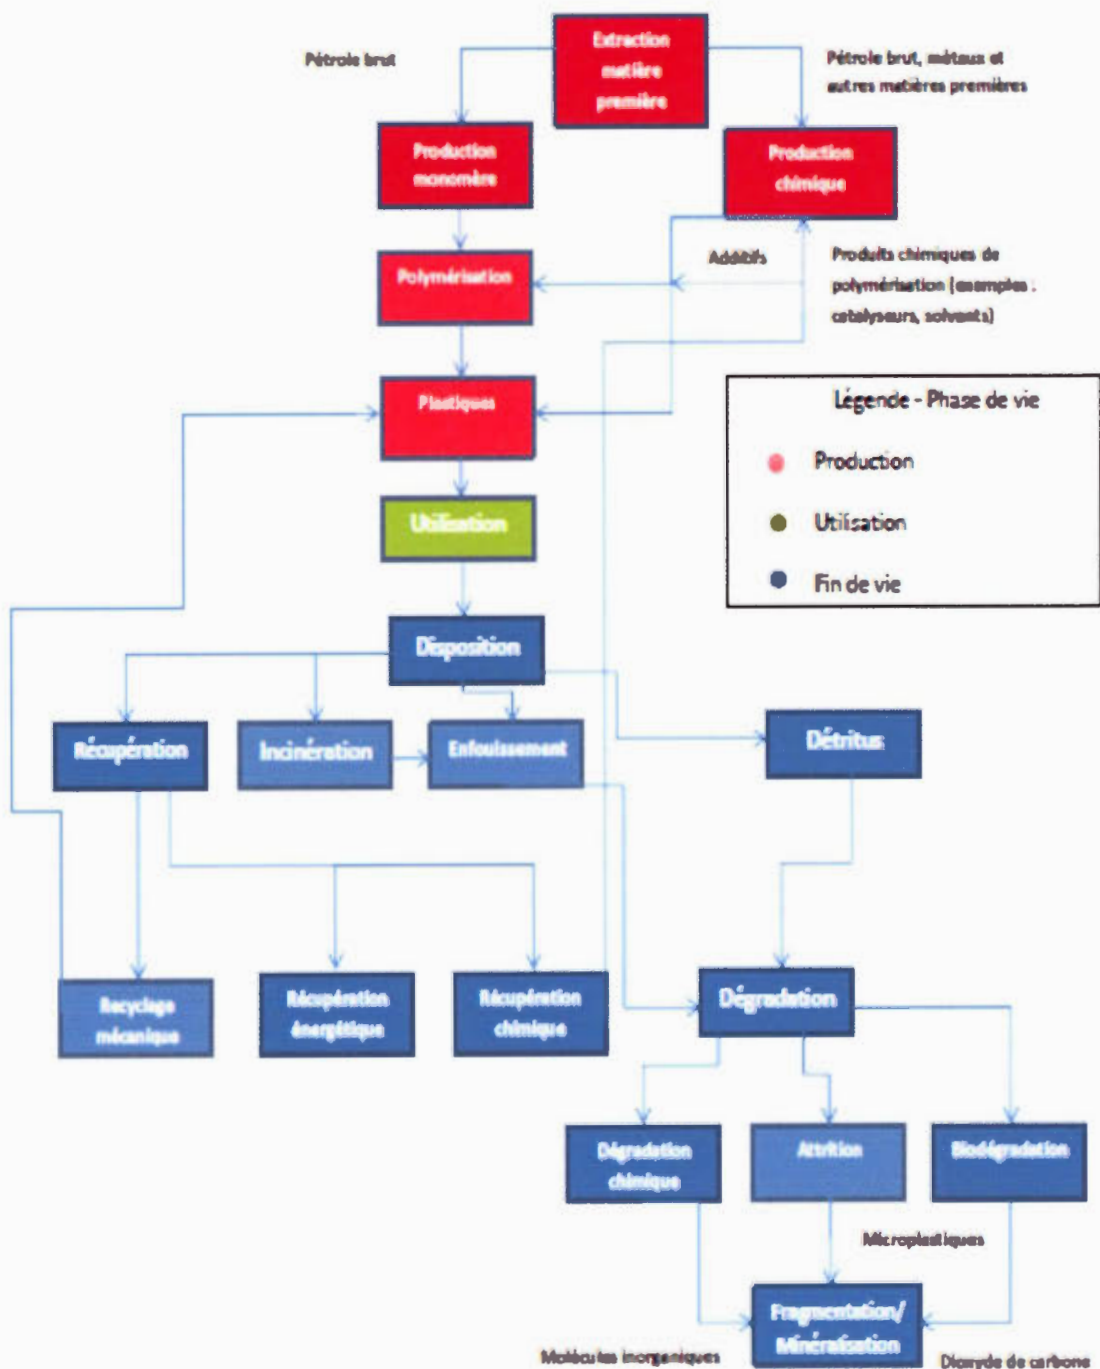 Extraction
matière
première
Pétrole brut
Pétrole brut, métaux et
autres matières premières
Production
monomère
Production
chimique
Polymérisation
Additifs
Produits chimiques de
polymérisation (exemples :
catalyseurs, solvants)
Plastiques
Légende - Phase de vie
Production
Utilisation
Fin de vie
Utilisation
Disposition
Récupération
Incinération
Enfouissement
Détritus
Recyclage
mécanique
Récupération
énergétique
Récupération
chimique
Dégradation
Dégradation
chimique
Attrition
Biodégradation
Microplastiques
Fragmentation/
Minéralisation
Molécules inorganiques
Dioxyde de carbone